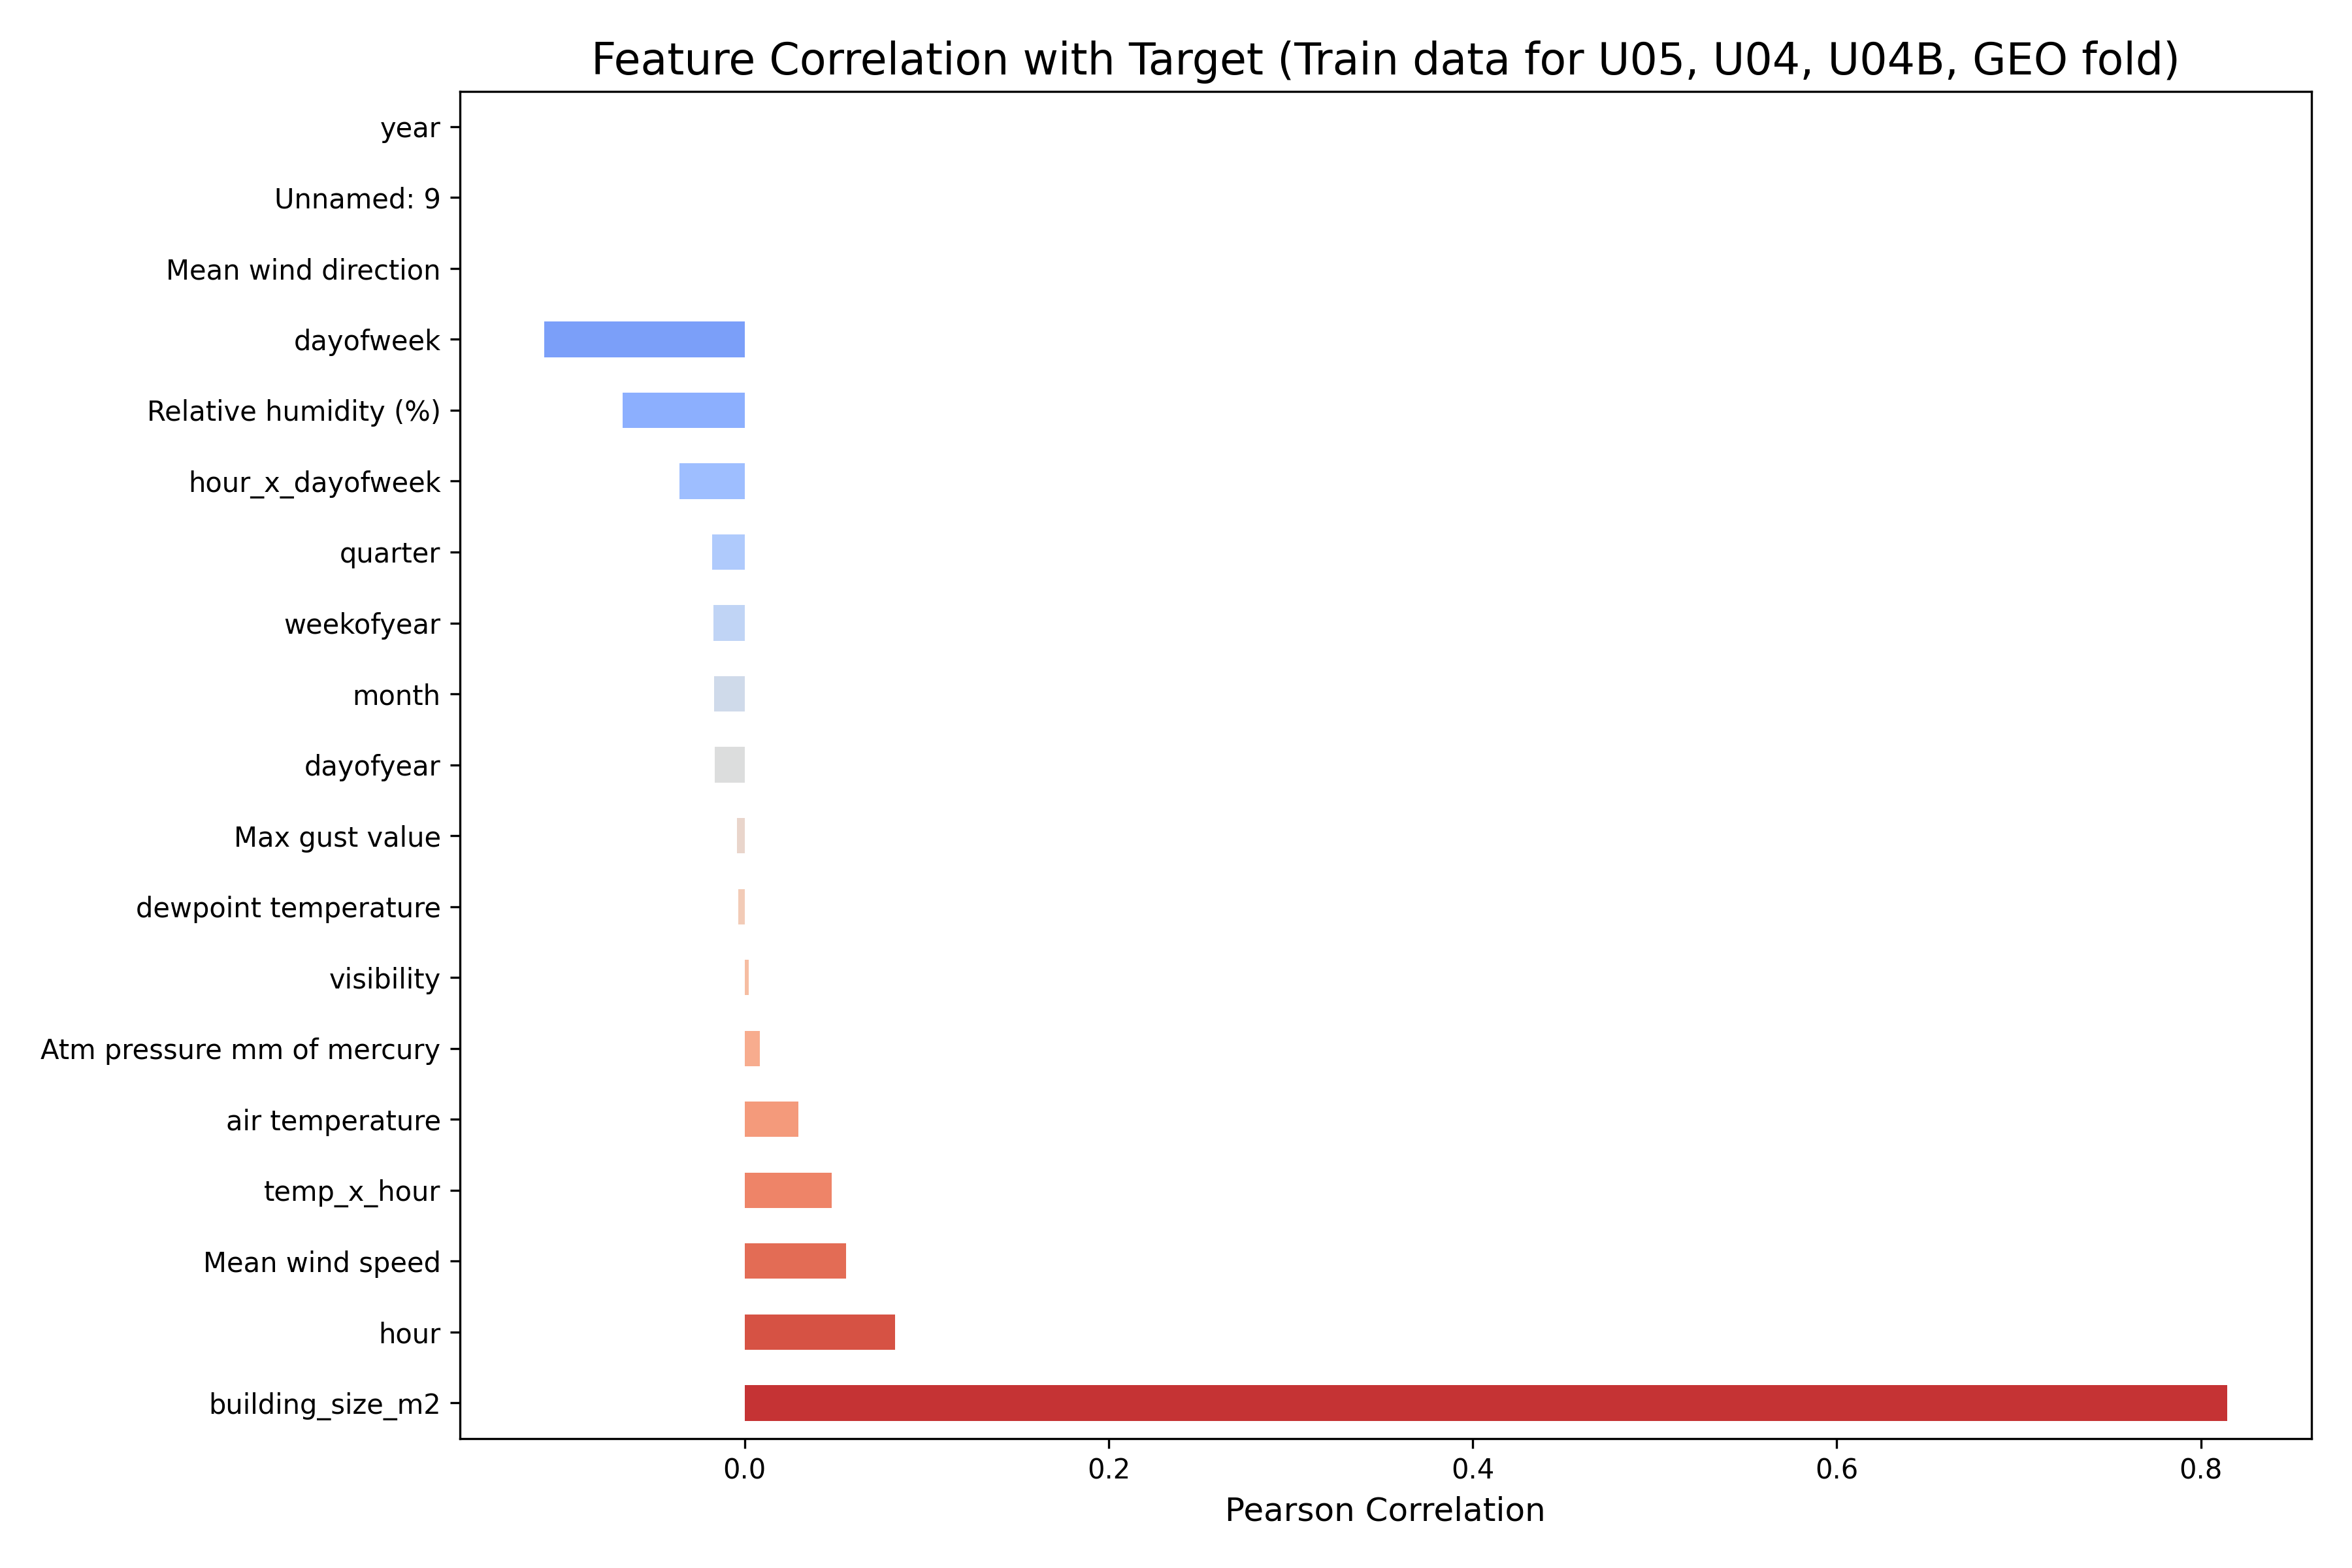 Feature Correlation with Target (Train data for U05, U04, U04B, GEO fold)
year
Unnamed: 9
Mean wind direction
dayofweek
Relative humidity (%)
hour_x_dayofweek
quarter
weekofyear
month
dayofyear
Max gust value
dewpoint temperature
visibility
Atm pressure mm of mercury
air temperature
temp_x_hour
Mean wind speed
hour
building_size_m2
0.0 0.2 0.4 0.6 0.8
Pearson Correlation